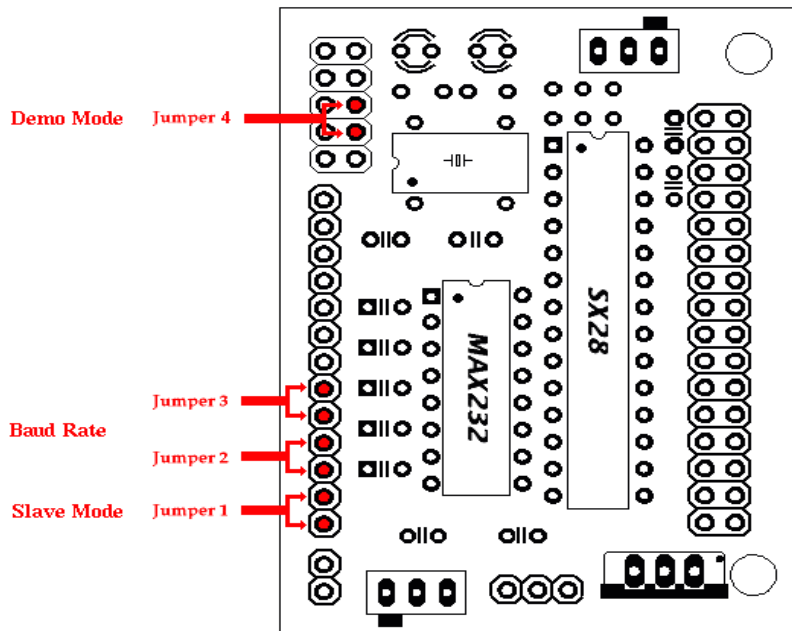 Demo Mode Jumper 4
Jumper 3
Baud Rate
Jumper 2
Slave Mode Jumper 1
MAX232
SX28